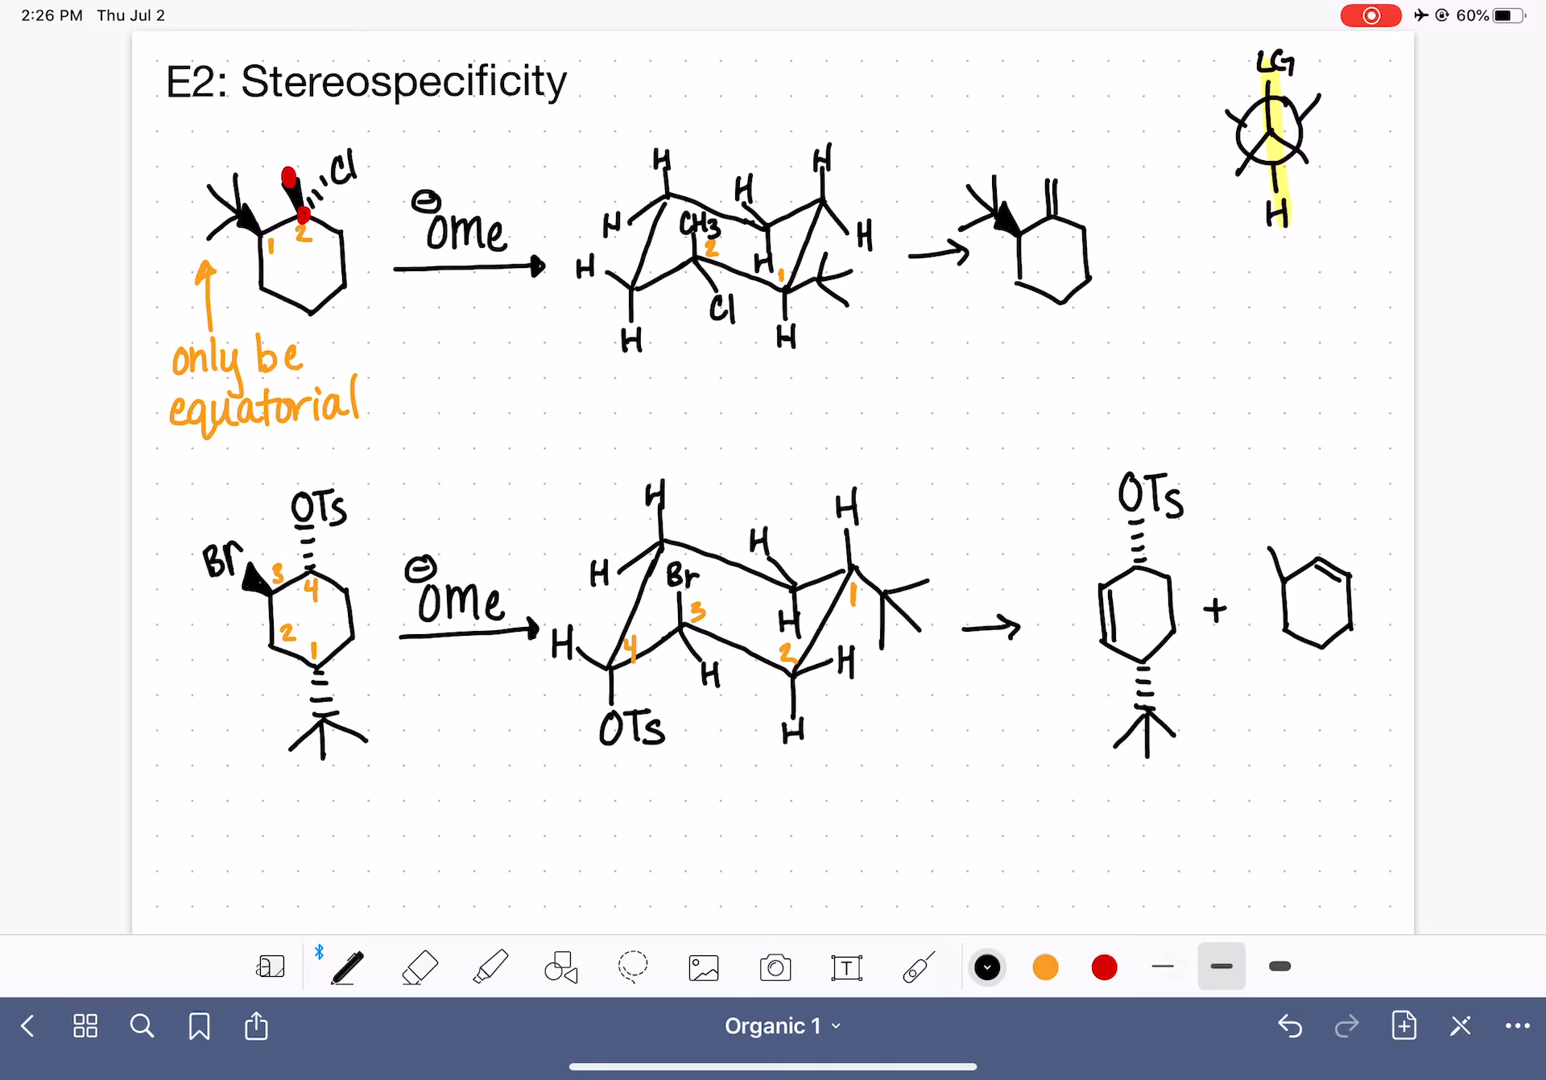 2:26 PM Thu Jul 2
60%
E2: Stereospecificity
LG
H
Cl
1
2
⊖
OMe
H
H
H
H
H
CH3
2
H
H
1
Cl
H
H
only be
equatorial
OTs
Br
3
4
2
1
⊖
OMe
H
H
H
H
Br
3
1
H
H
4
2
H
H
OTs
H
OTs
+
T
Organic 1